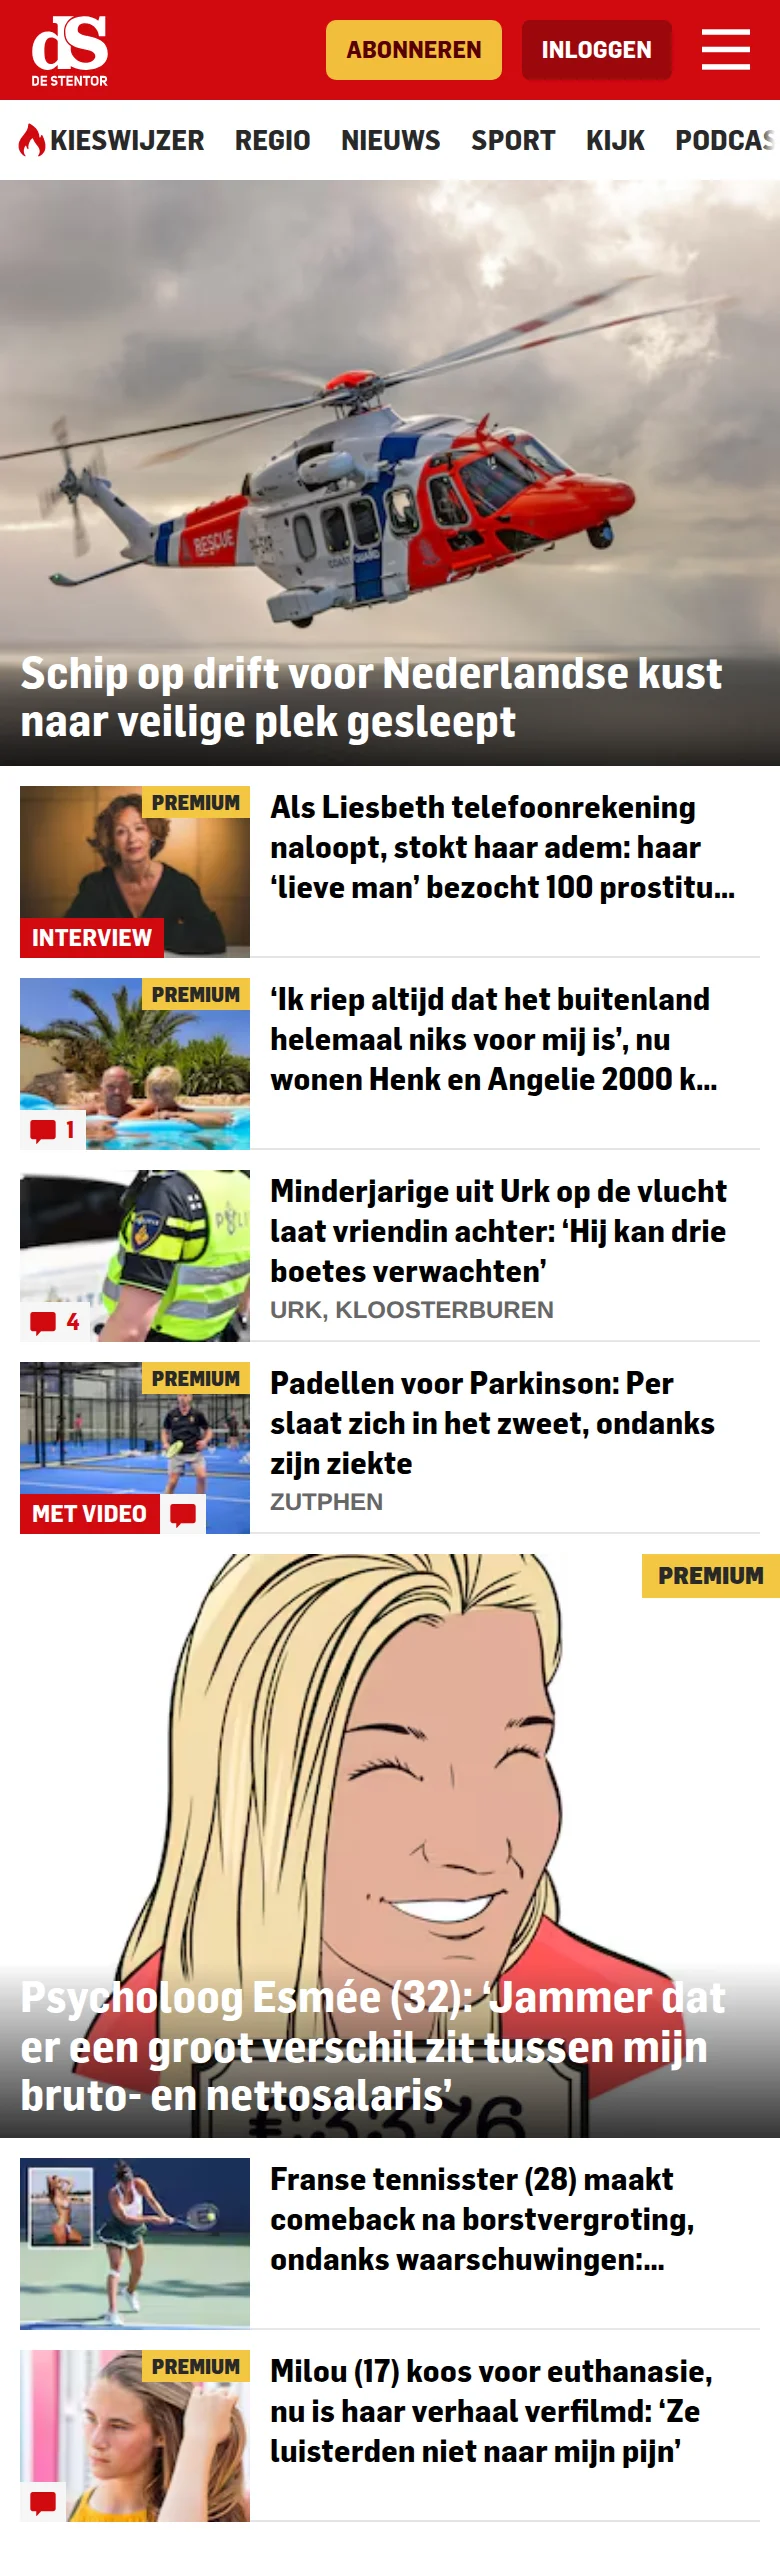 dS
DE STENTOR
ABONNEREN
INLOGGEN
KIESWIJZER REGIO NIEUWS SPORT KIJK PODCAS
RESCUE
COAST GUARD
Schip op drift voor Nederlandse kust
naar veilige plek gesleept
PREMIUM
INTERVIEW
Als Liesbeth telefoonrekening
naloopt, stokt haar adem: haar
‘lieve man’ bezocht 100 prostitu...
PREMIUM
1
‘Ik riep altijd dat het buitenland
helemaal niks voor mij is’, nu
wonen Henk en Angelie 2000 k...
4
Minderjarige uit Urk op de vlucht
laat vriendin achter: ‘Hij kan drie
boetes verwachten’
URK, KLOOSTERBUREN
PREMIUM
MET VIDEO
Padellen voor Parkinson: Per
slaat zich in het zweet, ondanks
zijn ziekte
ZUTPHEN
PREMIUM
Psycholoog Esmée (32): ‘Jammer dat
er een groot verschil zit tussen mijn
bruto- en nettosalaris’
€3376
Franse tennisster (28) maakt
comeback na borstvergroting,
ondanks waarschuwingen:...
PREMIUM
Milou (17) koos voor euthanasie,
nu is haar verhaal verfilmd: ‘Ze
luisterden niet naar mijn pijn’